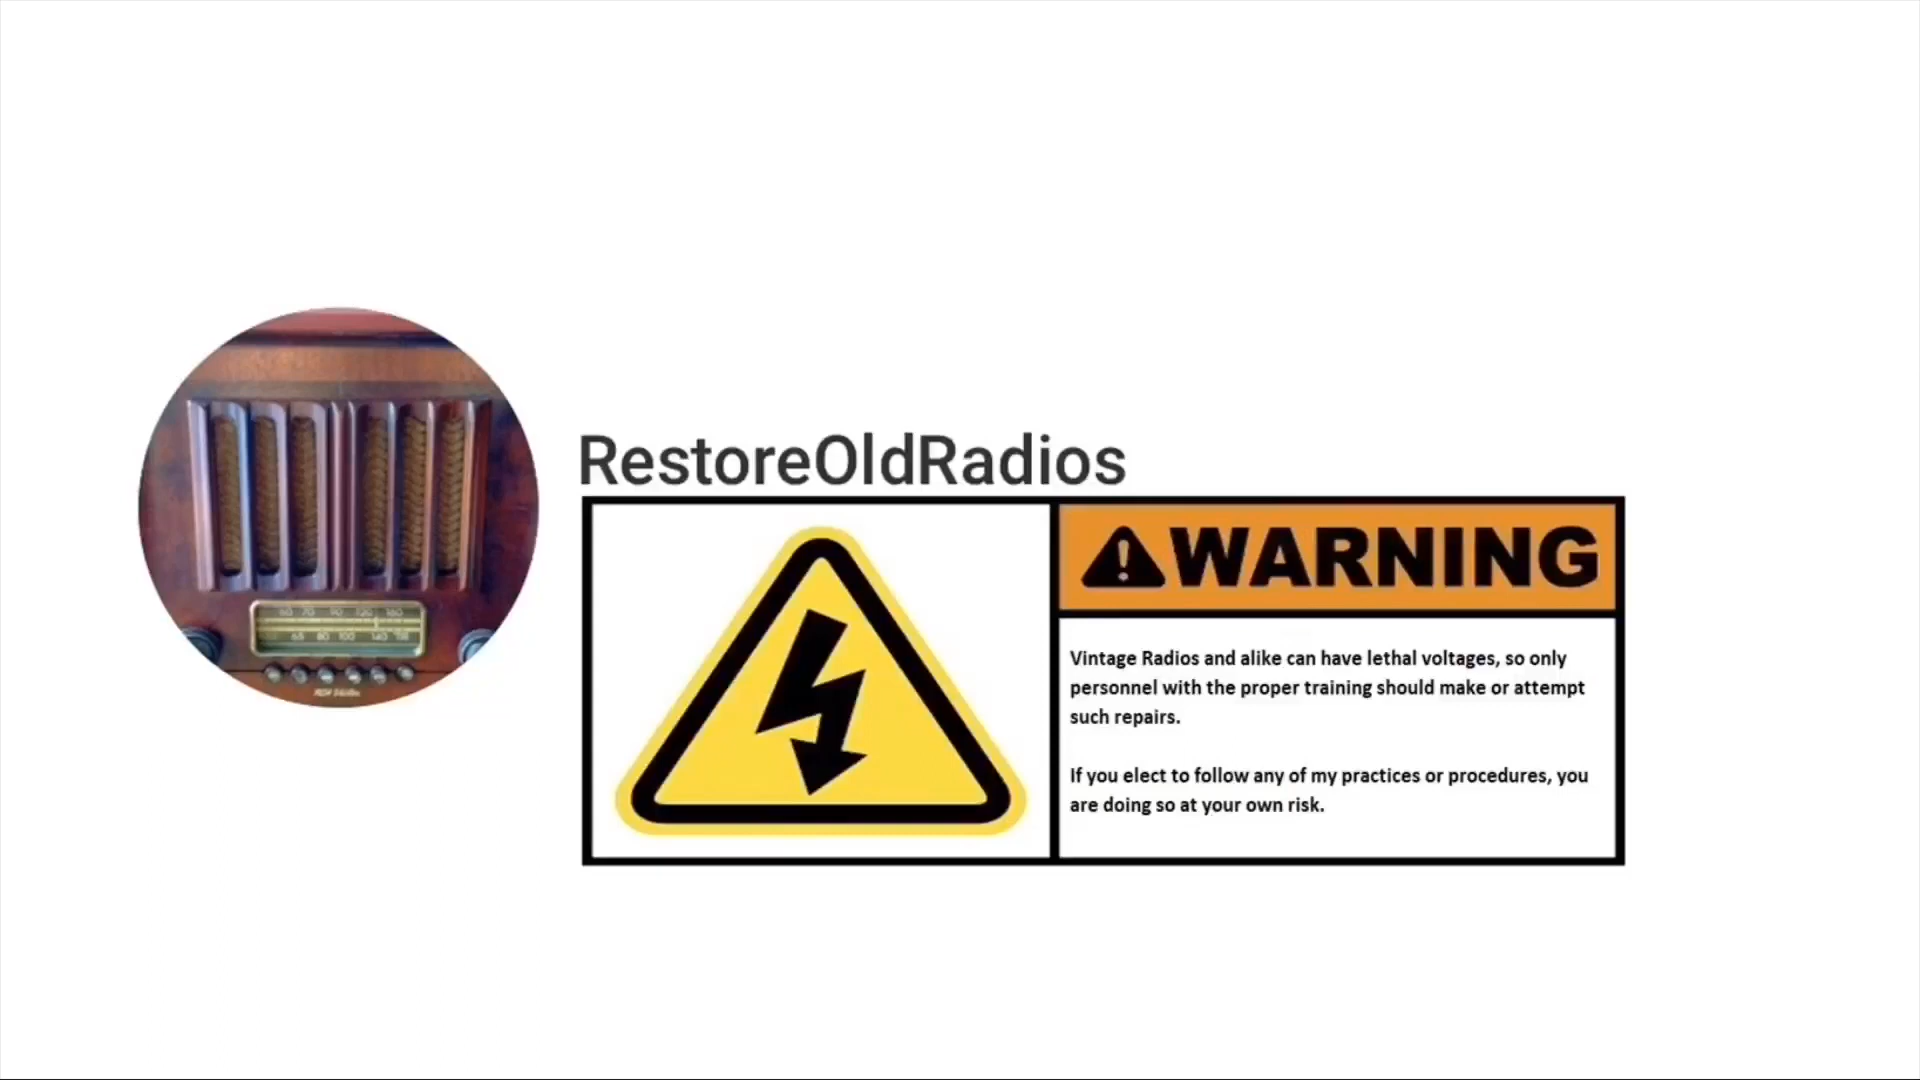 RestoreOldRadios
WARNING
Vintage Radios and alike can have lethal voltages, so only
personnel with the proper training should make or attempt
such repairs.
If you elect to follow any of my practices or procedures, you
are doing so at your own risk.